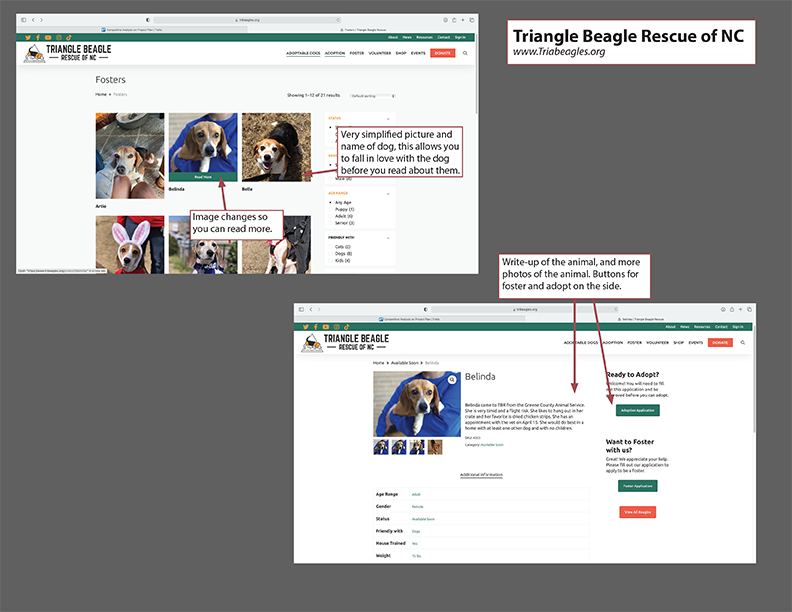 Triangle Beagle Rescue of NC
www.Triabeagles.org
triabeagles.org
Competitive Analysis on Project Plan | Trello
Fosters | Triangle Beagle Rescue
About News Resources Contact Sign In
TRIANGLE BEAGLE
RESCUE OF NC
ADOPTABLE DOGS ADOPTION FOSTER VOLUNTEER SHOP EVENTS DONATE
Fosters
Home Fosters
Showing 1–12 of 21 results
Default sorting
STATUS
Read More
Artie
Belinda
Bella
AGE RANGE
Any Age
Puppy (1)
Adult (6)
Senior (3)
FRIENDLY WITH
Cats (2)
Dogs (8)
Kids (4)
Very simplified picture and
name of dog, this allows you
to fall in love with the dog
before you read about them.
Image changes so
you can read more.
Write-up of the animal, and more
photos of the animal. Buttons for
foster and adopt on the side.
triabeagles.org
Competitive Analysis on Project Plan | Trello
Belinda | Triangle Beagle Rescue
About News Resources Contact Sign In
TRIANGLE BEAGLE
RESCUE OF NC
ADOPTABLE DOGS ADOPTION FOSTER VOLUNTEER SHOP EVENTS DONATE
Home Available Soon Belinda
Belinda
Belinda came to TBR from the Greene County Animal Service.
She is very timid and a flight risk. She likes to hang out in her
crate and her favorite is dried chicken strips. She has an
appointment with the vet on April 15. She would do best in a
home with at least one other dog and with no children.
Category: Available Soon
Additional information
Age Range Adult
Gender Female
Status Available Soon
Friendly with Dogs
House Trained Yes
Weight
Ready to Adopt?
Welcome! You will need to fill
out this application and be
approved before you can adopt.
Adoption Application
Want to Foster
with us?
Great! We appreciate your help.
Please fill out our application to
apply to be a foster.
Foster Application
View All Beagles